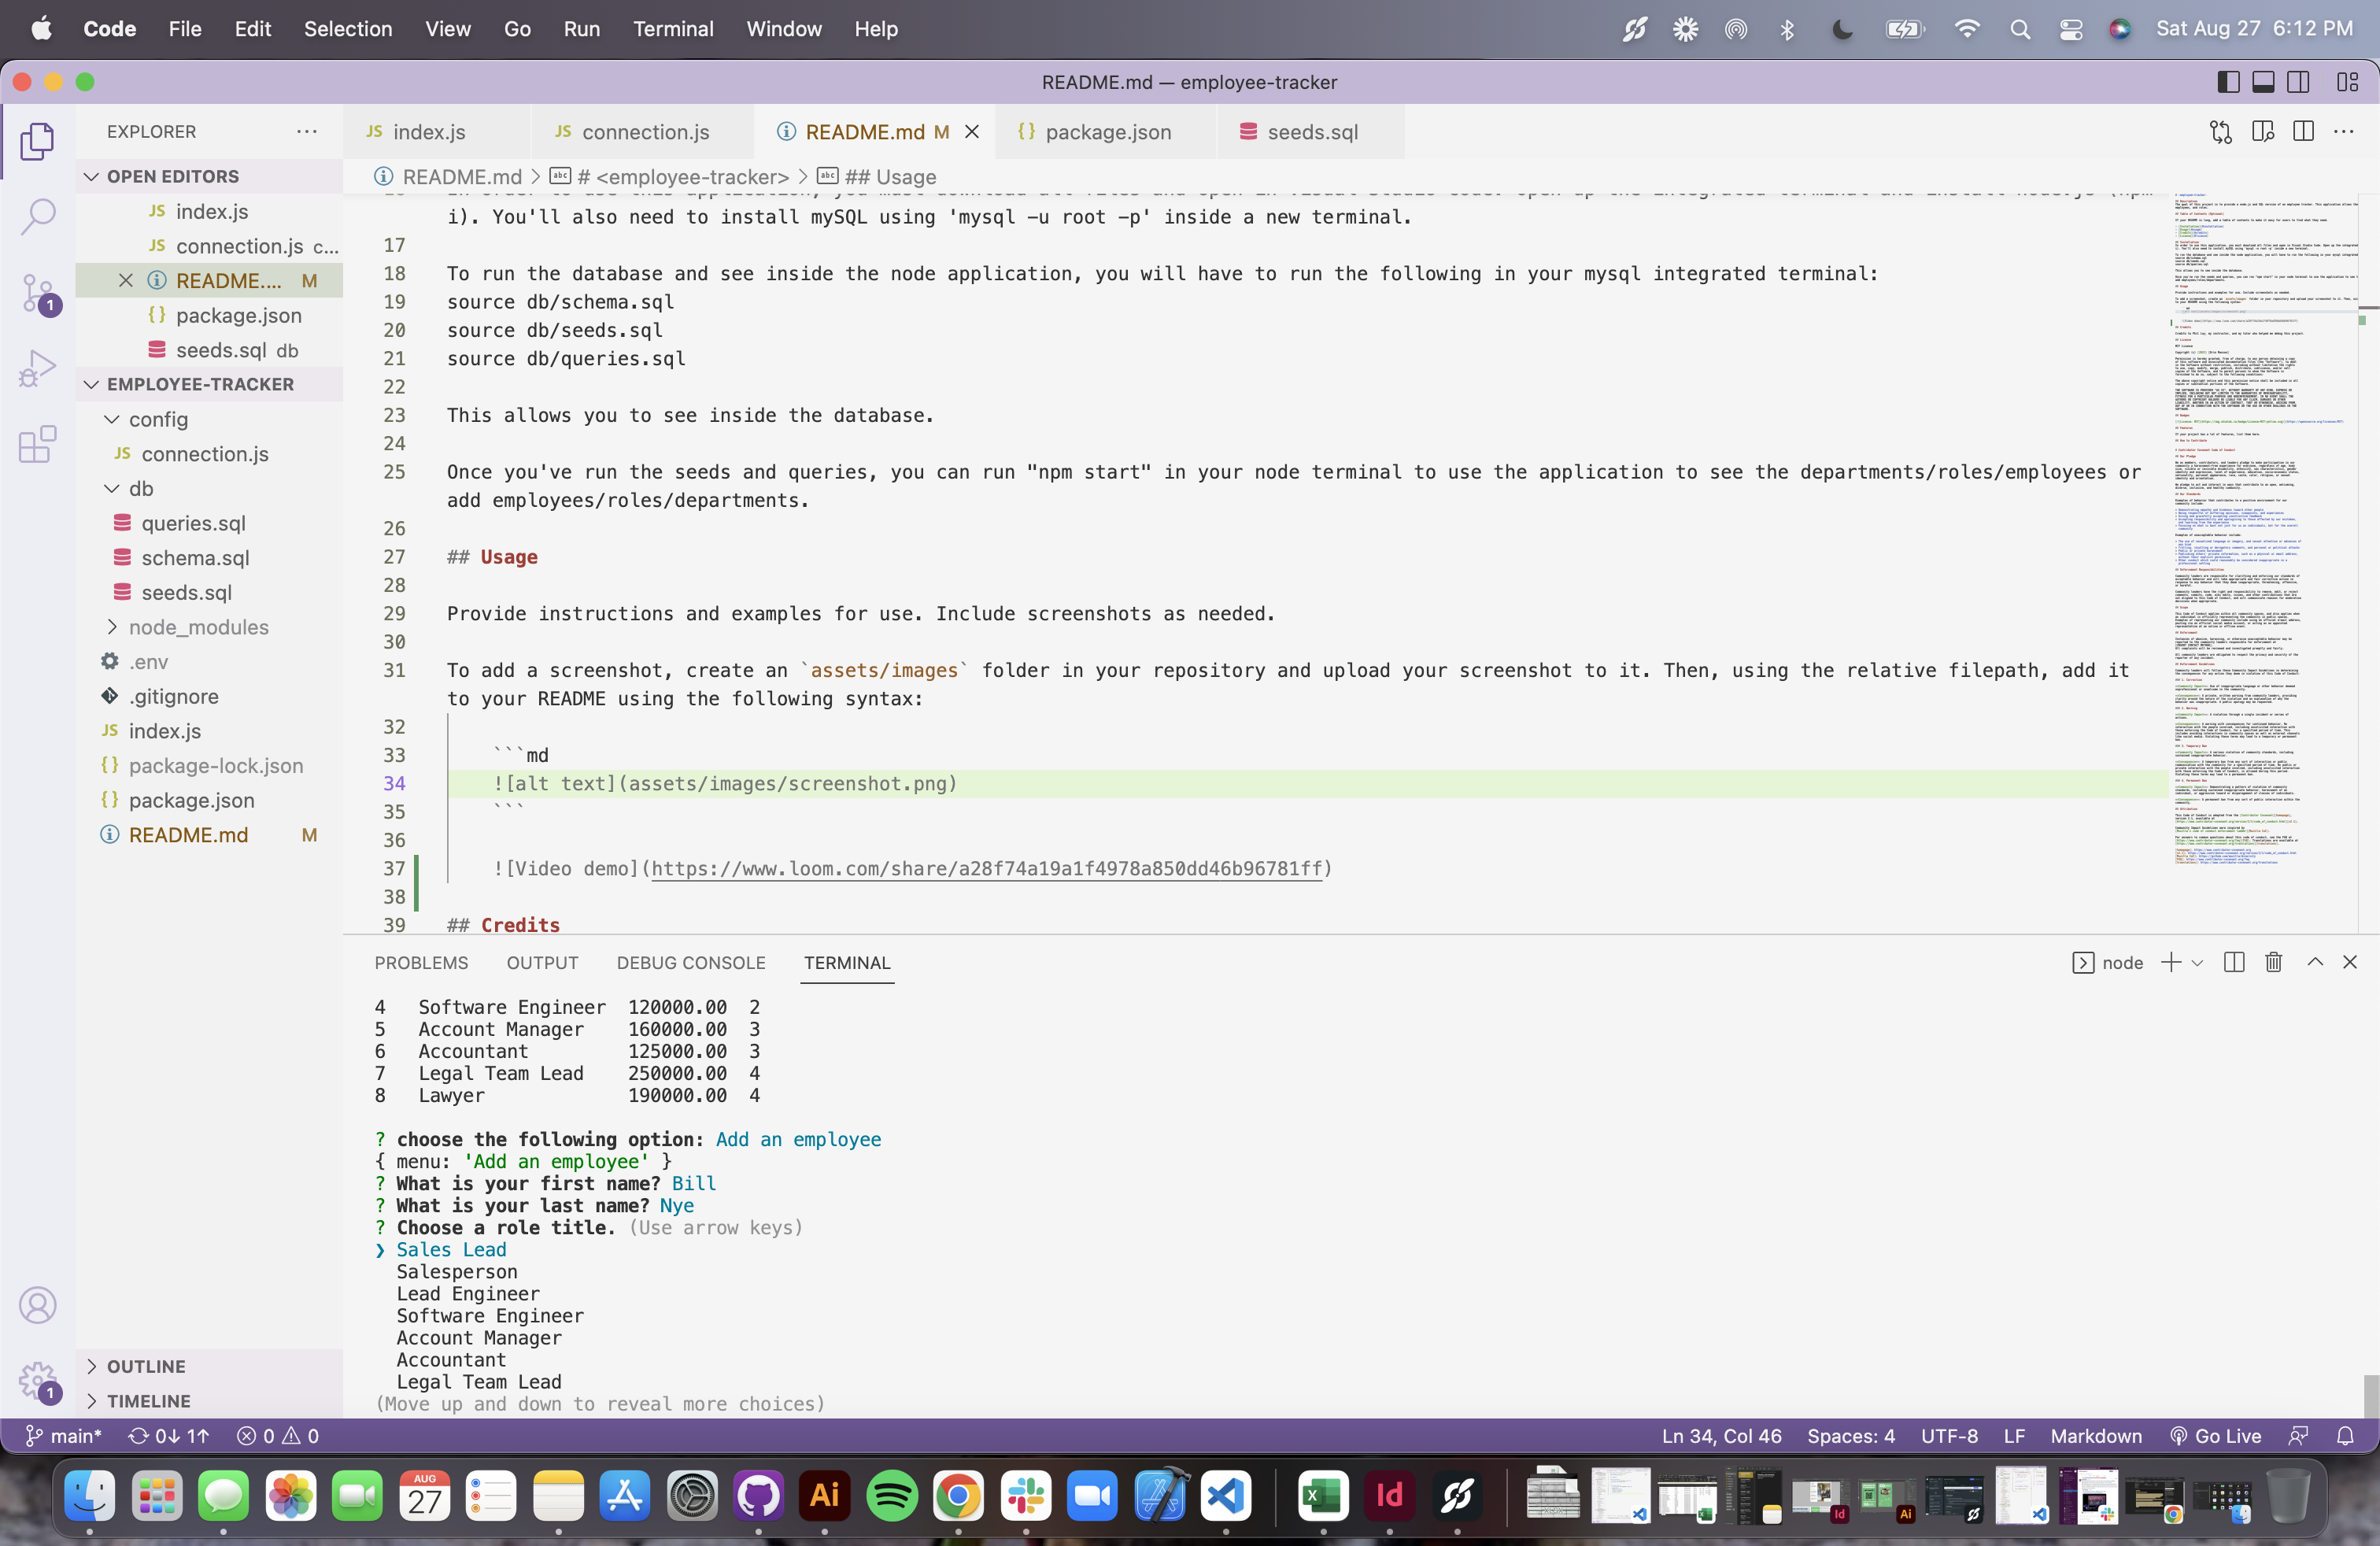 Code File Edit Selection View Go Run Terminal Window Help Sat Aug 27 6:12 PM
README.md — employee-tracker
EXPLORER ···
JS index.js JS connection.js README.md M package.json seeds.sql
OPEN EDITORS
JS index.js
JS connection.js c...
README.... M
{} package.json
seeds.sql db
EMPLOYEE-TRACKER
config
JS connection.js
db
queries.sql
schema.sql
seeds.sql
node_modules
.env
.gitignore
JS index.js
{} package-lock.json
{} package.json
README.md M
OUTLINE
TIMELINE
README.md > # <employee-tracker> > ## Usage
i). You'll also need to install mySQL using 'mysql -u root -p' inside a new terminal.
17
18 To run the database and see inside the node application, you will have to run the following in your mysql integrated terminal:
19 source db/schema.sql
20 source db/seeds.sql
21 source db/queries.sql
22
23 This allows you to see inside the database.
24
25 Once you've run the seeds and queries, you can run "npm start" in your node terminal to use the application to see the departments/roles/employees or
add employees/roles/departments.
26
27 ## Usage
28
29 Provide instructions and examples for use. Include screenshots as needed.
30
31 To add a screenshot, create an `assets/images` folder in your repository and upload your screenshot to it. Then, using the relative filepath, add it
to your README using the following syntax:
32
33 ```md
34 ![alt text](assets/images/screenshot.png)
35 ```
36
37 ![Video demo](https://www.loom.com/share/a28f74a19a1f4978a850dd46b96781ff)
38
39 ## Credits
PROBLEMS OUTPUT DEBUG CONSOLE TERMINAL node
4 Software Engineer 120000.00 2
5 Account Manager 160000.00 3
6 Accountant 125000.00 3
7 Legal Team Lead 250000.00 4
8 Lawyer 190000.00 4
? choose the following option: Add an employee
{ menu: 'Add an employee' }
? What is your first name? Bill
? What is your last name? Nye
? Choose a role title. (Use arrow keys)
❯ Sales Lead
Salesperson
Lead Engineer
Software Engineer
Account Manager
Accountant
Legal Team Lead
(Move up and down to reveal more choices)
1
1
main* 0↓ 1↑ 0 0 Ln 34, Col 46 Spaces: 4 UTF-8 LF Markdown Go Live
AUG
27
Ai
X
Id